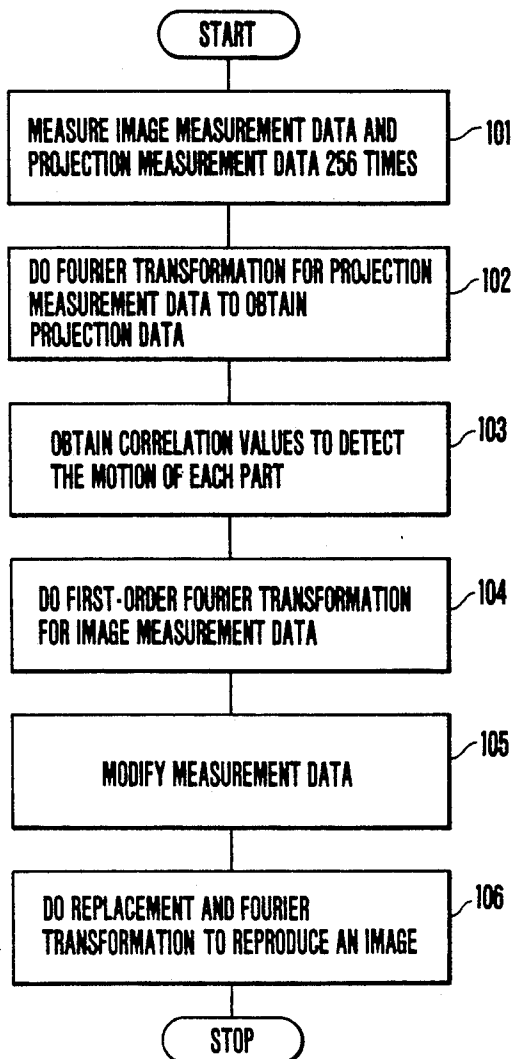 START
MEASURE IMAGE MEASUREMENT DATA AND
PROJECTION MEASUREMENT DATA 256 TIMES
101
DO FOURIER TRANSFORMATION FOR PROJECTION
MEASUREMENT DATA TO OBTAIN
PROJECTION DATA
102
OBTAIN CORRELATION VALUES TO DETECT
THE MOTION OF EACH PART
103
DO FIRST-ORDER FOURIER TRANSFORMATION
FOR IMAGE MEASUREMENT DATA
104
MODIFY MEASUREMENT DATA
105
DO REPLACEMENT AND FOURIER
TRANSFORMATION TO REPRODUCE AN IMAGE
106
STOP